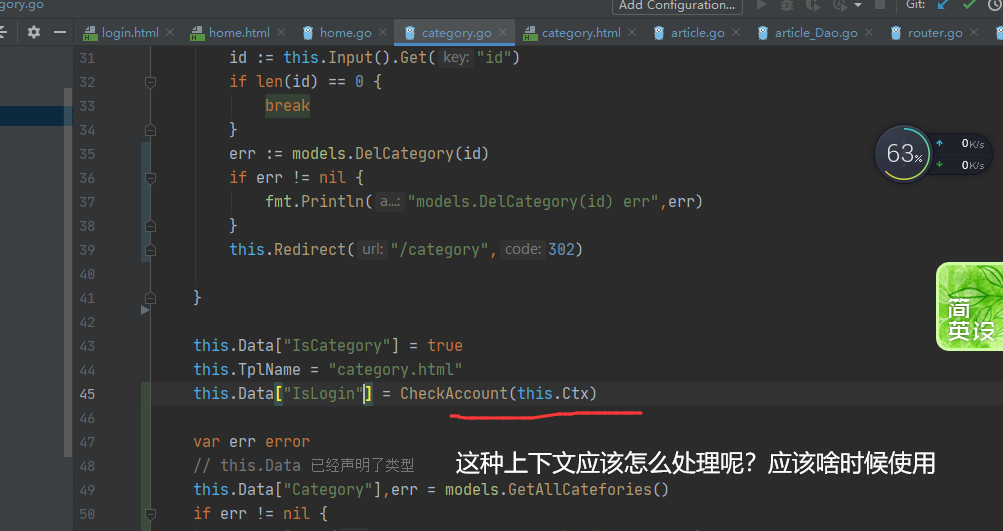 gory.go
Add Configuration...
Git:
login.html
home.html
home.go
category.go
category.html
article.go
article_Dao.go
router.go
31 id := this.Input().Get( key: "id")
32 if len(id) == 0 {
33 break
34 }
35 err := models.DelCategory(id)
36 if err != nil {
37 fmt.Println( a...: "models.DelCategory(id) err",err)
38 }
39 this.Redirect( url: "/category", code: 302)
40
41 }
42
43 this.Data["IsCategory"] = true
44 this.TplName = "category.html"
45 this.Data["IsLogin"] = CheckAccount(this.Ctx)
46
47 var err error
48 // this.Data 已经声明了类型
49 this.Data["Category"],err = models.GetAllCatefories()
50 if err != nil {
这种上下文应该怎么处理呢？应该啥时候使用
63%
0K/s
0K/s
简
英 设